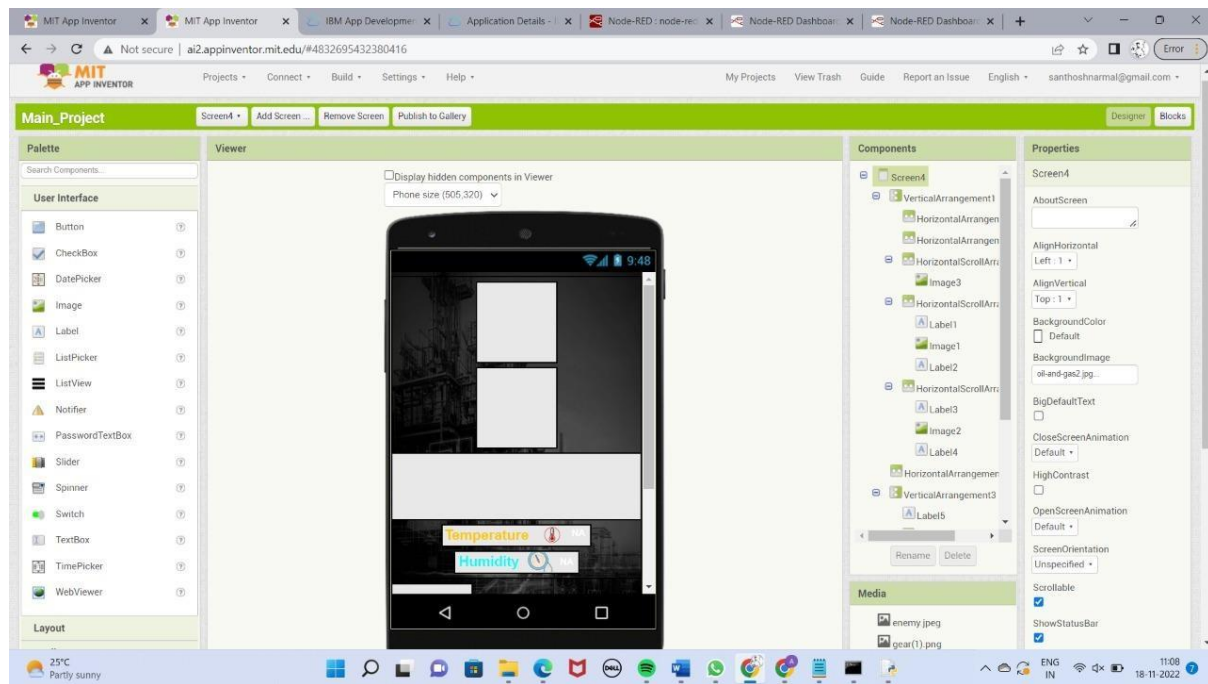 MIT App Inventor
MIT App Inventor
IBM App Developmen
Application Details - I
Node-RED : node-red
Node-RED Dashboard
Node-RED Dashboard
Not secure | ai2.appinventor.mit.edu/#4832695432380416
Error
MIT
APP INVENTOR
Projects Connect Build Settings Help
My Projects View Trash Guide Report an Issue English santhoshnarmal@gmail.com
Main_Project
Screen4 Add Screen ... Remove Screen Publish to Gallery
Designer Blocks
Palette
Search Components...
User Interface
Button
CheckBox
DatePicker
Image
Label
ListPicker
ListView
Notifier
PasswordTextBox
Slider
Spinner
Switch
TextBox
TimePicker
WebViewer
Layout
Viewer
Display hidden components in Viewer
Phone size (505,320)
9:48
Temperature NA
Humidity NA
Components
Screen4
VerticalArrangement1
HorizontalArrangen
HorizontalArrangen
HorizontalScrollArra
Image3
HorizontalScrollArra
Label1
Image1
Label2
HorizontalScrollArra
Label3
Image2
Label4
HorizontalArrangemen
VerticalArrangement3
Label5
Rename Delete
Media
enemy.jpeg
gear(1).png
Properties
Screen4
AboutScreen
AlignHorizontal
Left : 1
AlignVertical
Top : 1
BackgroundColor
Default
BackgroundImage
oil-and-gas2.jpg...
BigDefaultText
CloseScreenAnimation
Default
HighContrast
OpenScreenAnimation
Default
ScreenOrientation
Unspecified
Scrollable
ShowStatusBar
25°C
Partly sunny
DELL
ENG
IN
11:08
18-11-2022
7